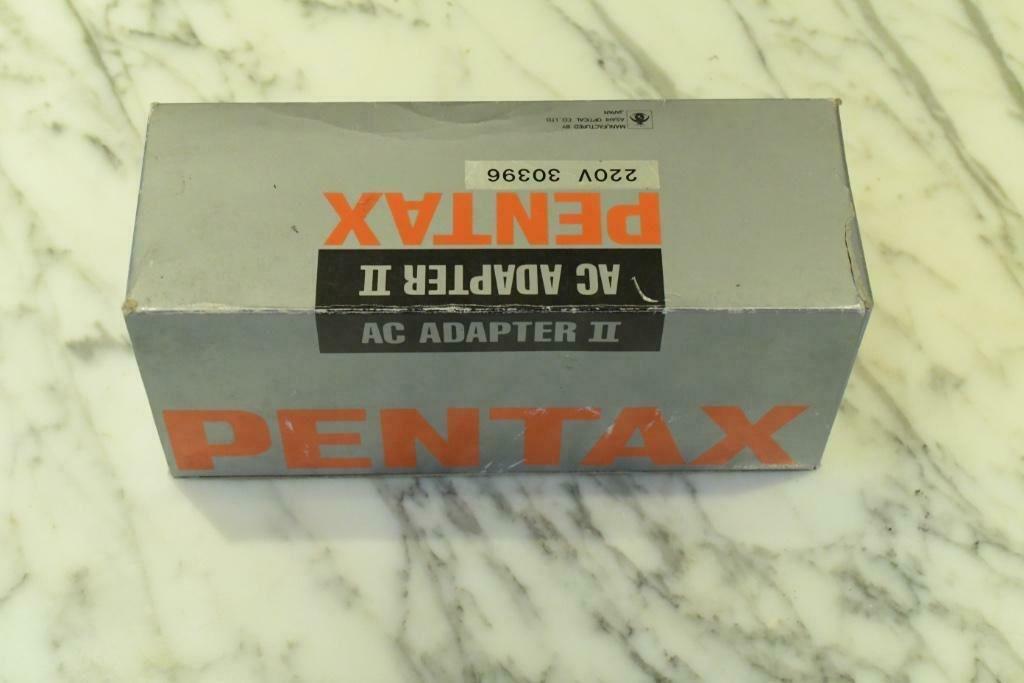 MANUFACTURED BY
ASAHI OPTICAL CO., LTD.
JAPAN
220V 30396
PENTAX
AC ADAPTER II
AC ADAPTER II
PENTAX